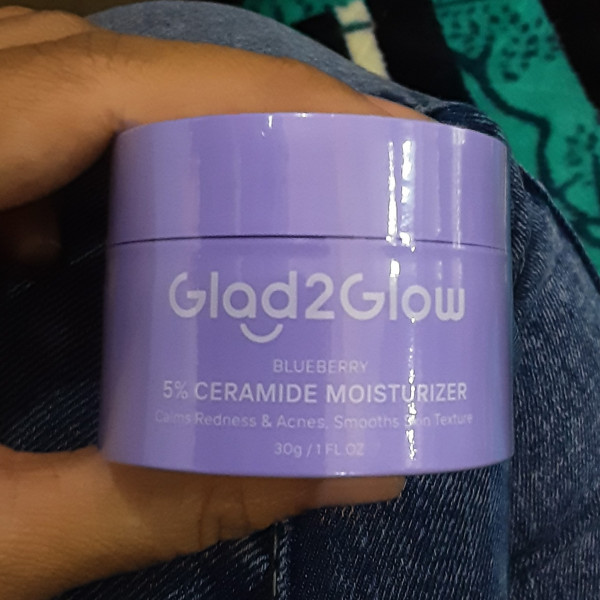 Glad2Glow
BLUEBERRY
5% CERAMIDE MOISTURIZER
Calms Redness & Acnes, Smooths Skin Texture
30g / 1 FL.OZ